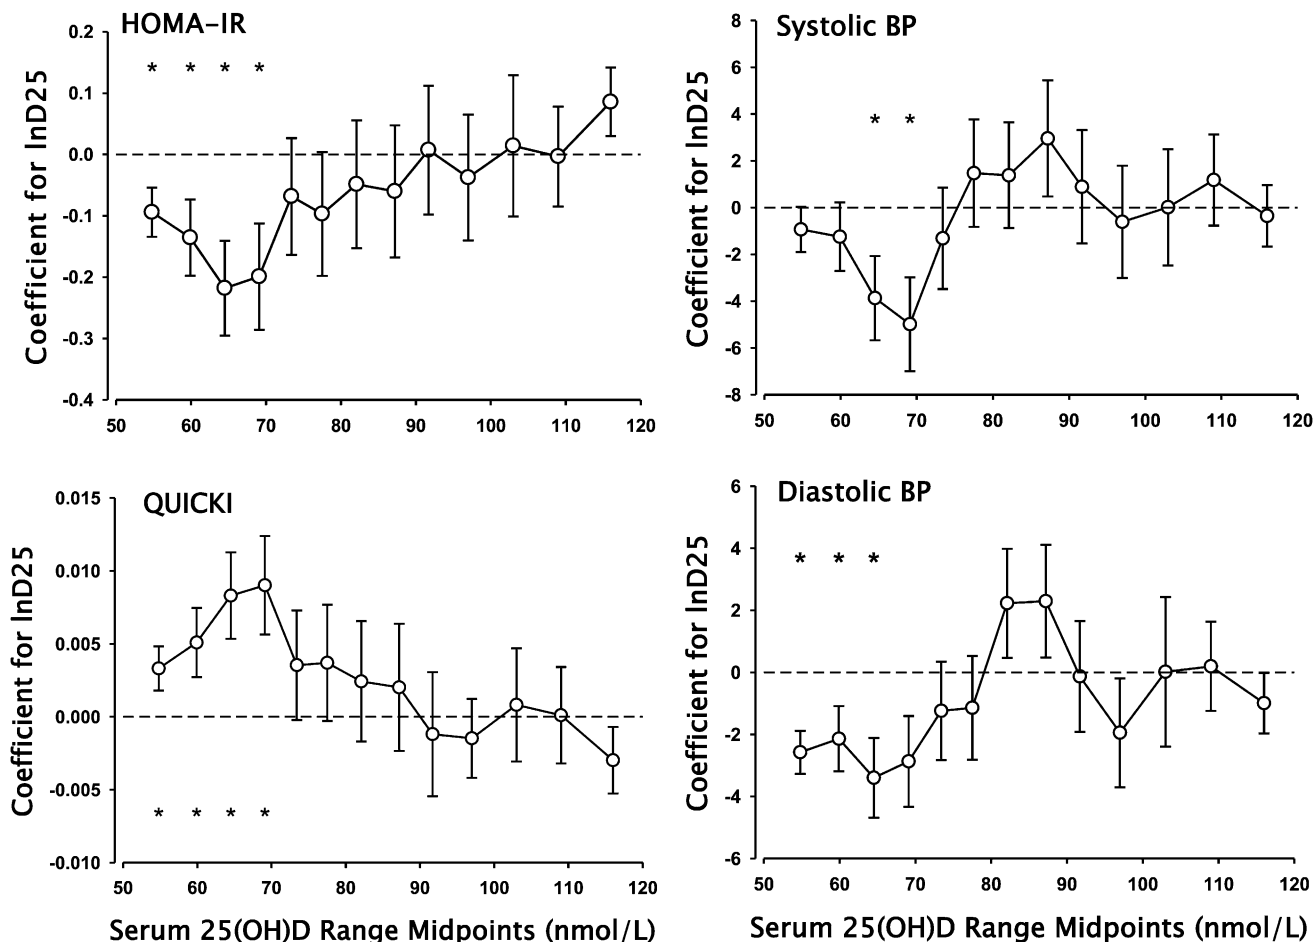 HOMA-IR
Coefficient for lnD25
0.2
0.1
0.0
-0.1
-0.2
-0.3
-0.4
* * * *
50 60 70 80 90 100 110 120
Systolic BP
Coefficient for lnD25
8
6
4
2
0
-2
-4
-6
-8
* *
50 60 70 80 90 100 110 120
QUICKI
Coefficient for lnD25
0.015
0.010
0.005
0.000
-0.005
-0.010
* * * *
50 60 70 80 90 100 110 120
Serum 25(OH)D Range Midpoints (nmol/L)
Diastolic BP
Coefficient for lnD25
6
4
2
0
-2
-4
-6
* * *
50 60 70 80 90 100 110 120
Serum 25(OH)D Range Midpoints (nmol/L)